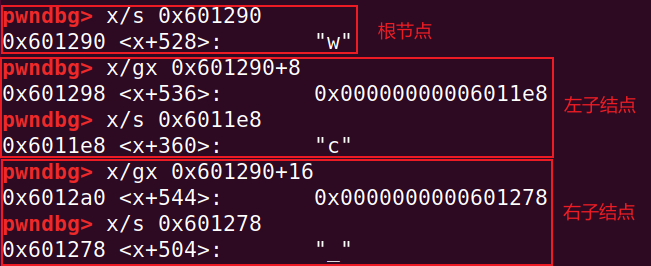 pwndbg> x/s 0x601290
0x601290 <x+528>: "w"
根节点
pwndbg> x/gx 0x601290+8
0x601298 <x+536>: 0x00000000006011e8
pwndbg> x/s 0x6011e8
0x6011e8 <x+360>: "c"
左子结点
pwndbg> x/gx 0x601290+16
0x6012a0 <x+544>: 0x0000000000601278
pwndbg> x/s 0x601278
0x601278 <x+504>: "_"
右子结点